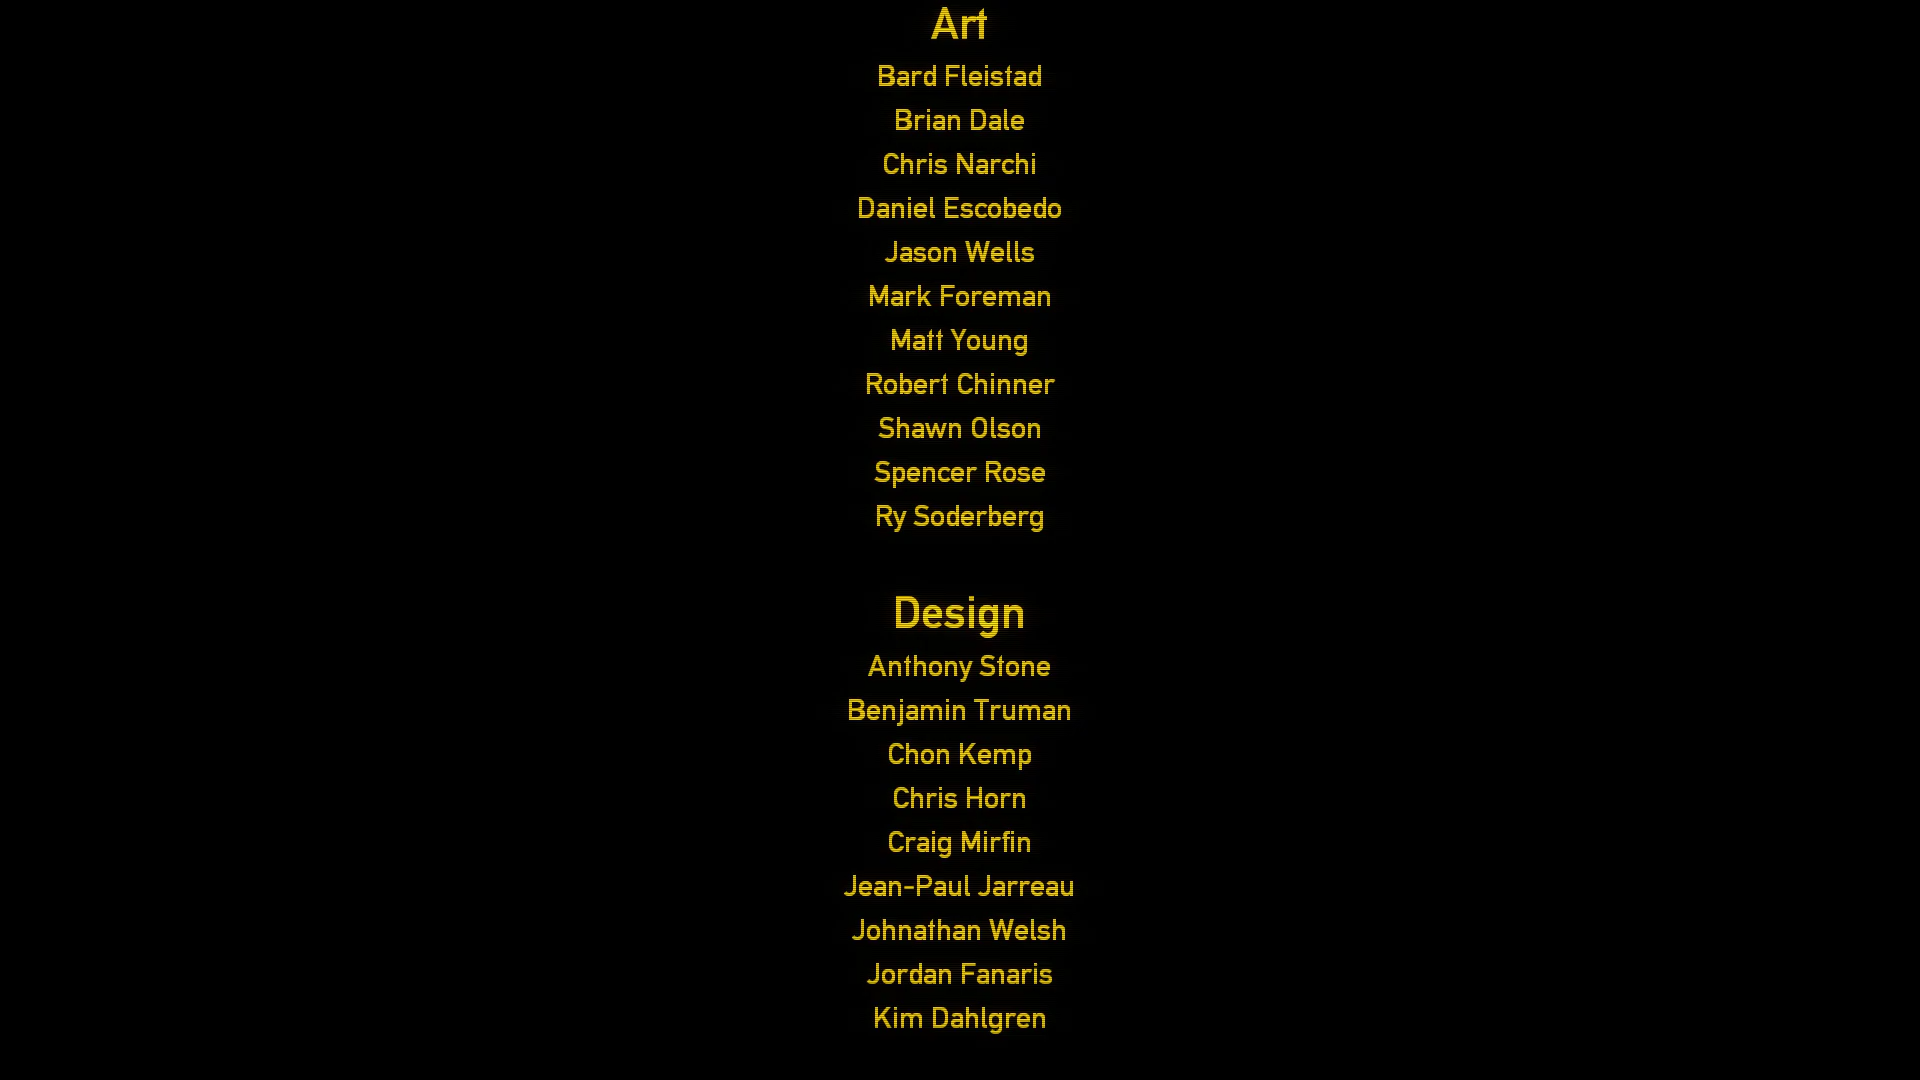 Art
Bard Fleistad
Brian Dale
Chris Narchi
Daniel Escobedo
Jason Wells
Mark Foreman
Matt Young
Robert Chinner
Shawn Olson
Spencer Rose
Ry Soderberg
Design
Anthony Stone
Benjamin Truman
Chon Kemp
Chris Horn
Craig Mirfin
Jean-Paul Jarreau
Johnathan Welsh
Jordan Fanaris
Kim Dahlgren